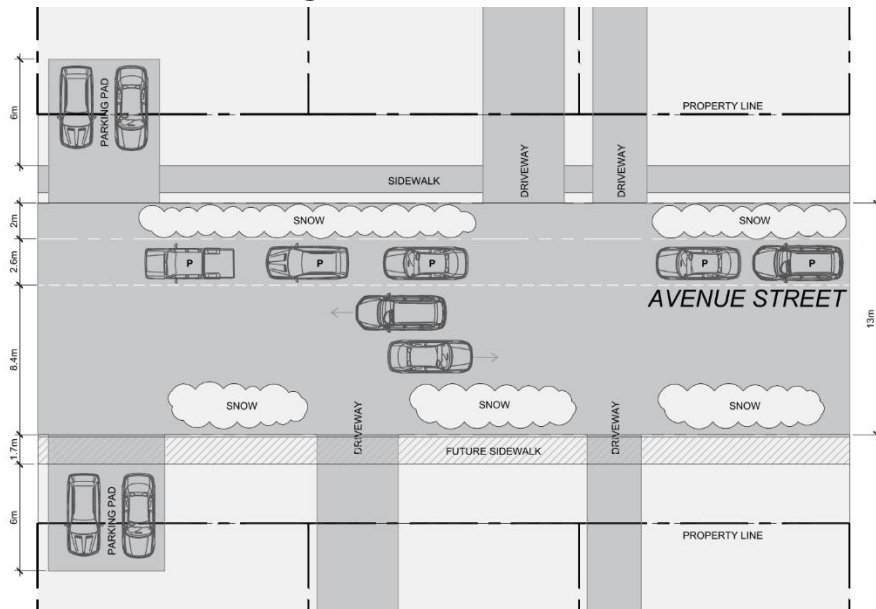 PARKING PAD
6m
PROPERTY LINE
DRIVEWAY
DRIVEWAY
SIDEWALK
2m
SNOW
SNOW
2.6m
P
P
P
P
P
AVENUE STREET
13m
8.4m
SNOW
SNOW
SNOW
DRIVEWAY
DRIVEWAY
1.7m
FUTURE SIDEWALK
6m
PARKING PAD
PROPERTY LINE